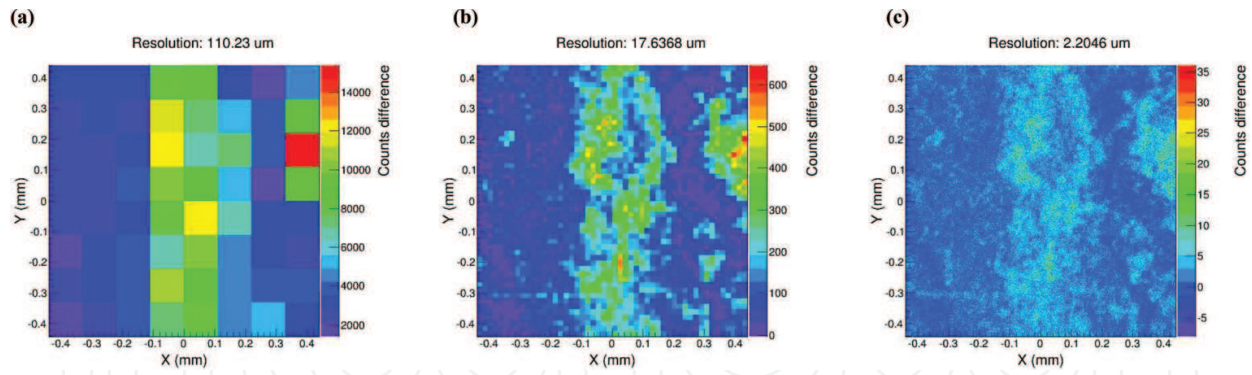 (a)
Resolution: 110.23 um
0.4
0.3
0.2
0.1
0
-0.1
-0.2
-0.3
-0.4
Y (mm)
-0.4 -0.3 -0.2 -0.1 0 0.1 0.2 0.3 0.4
X (mm)
14000
12000
10000
8000
6000
4000
2000
Counts difference
(b)
Resolution: 17.6368 um
0.4
0.3
0.2
0.1
0
-0.1
-0.2
-0.3
-0.4
Y (mm)
-0.4 -0.3 -0.2 -0.1 0 0.1 0.2 0.3 0.4
X (mm)
600
500
400
300
200
100
0
Counts difference
(c)
Resolution: 2.2046 um
0.4
0.3
0.2
0.1
0
-0.1
-0.2
-0.3
-0.4
Y (mm)
-0.4 -0.3 -0.2 -0.1 0 0.1 0.2 0.3 0.4
X (mm)
35
30
25
20
15
10
5
0
-5
Counts difference